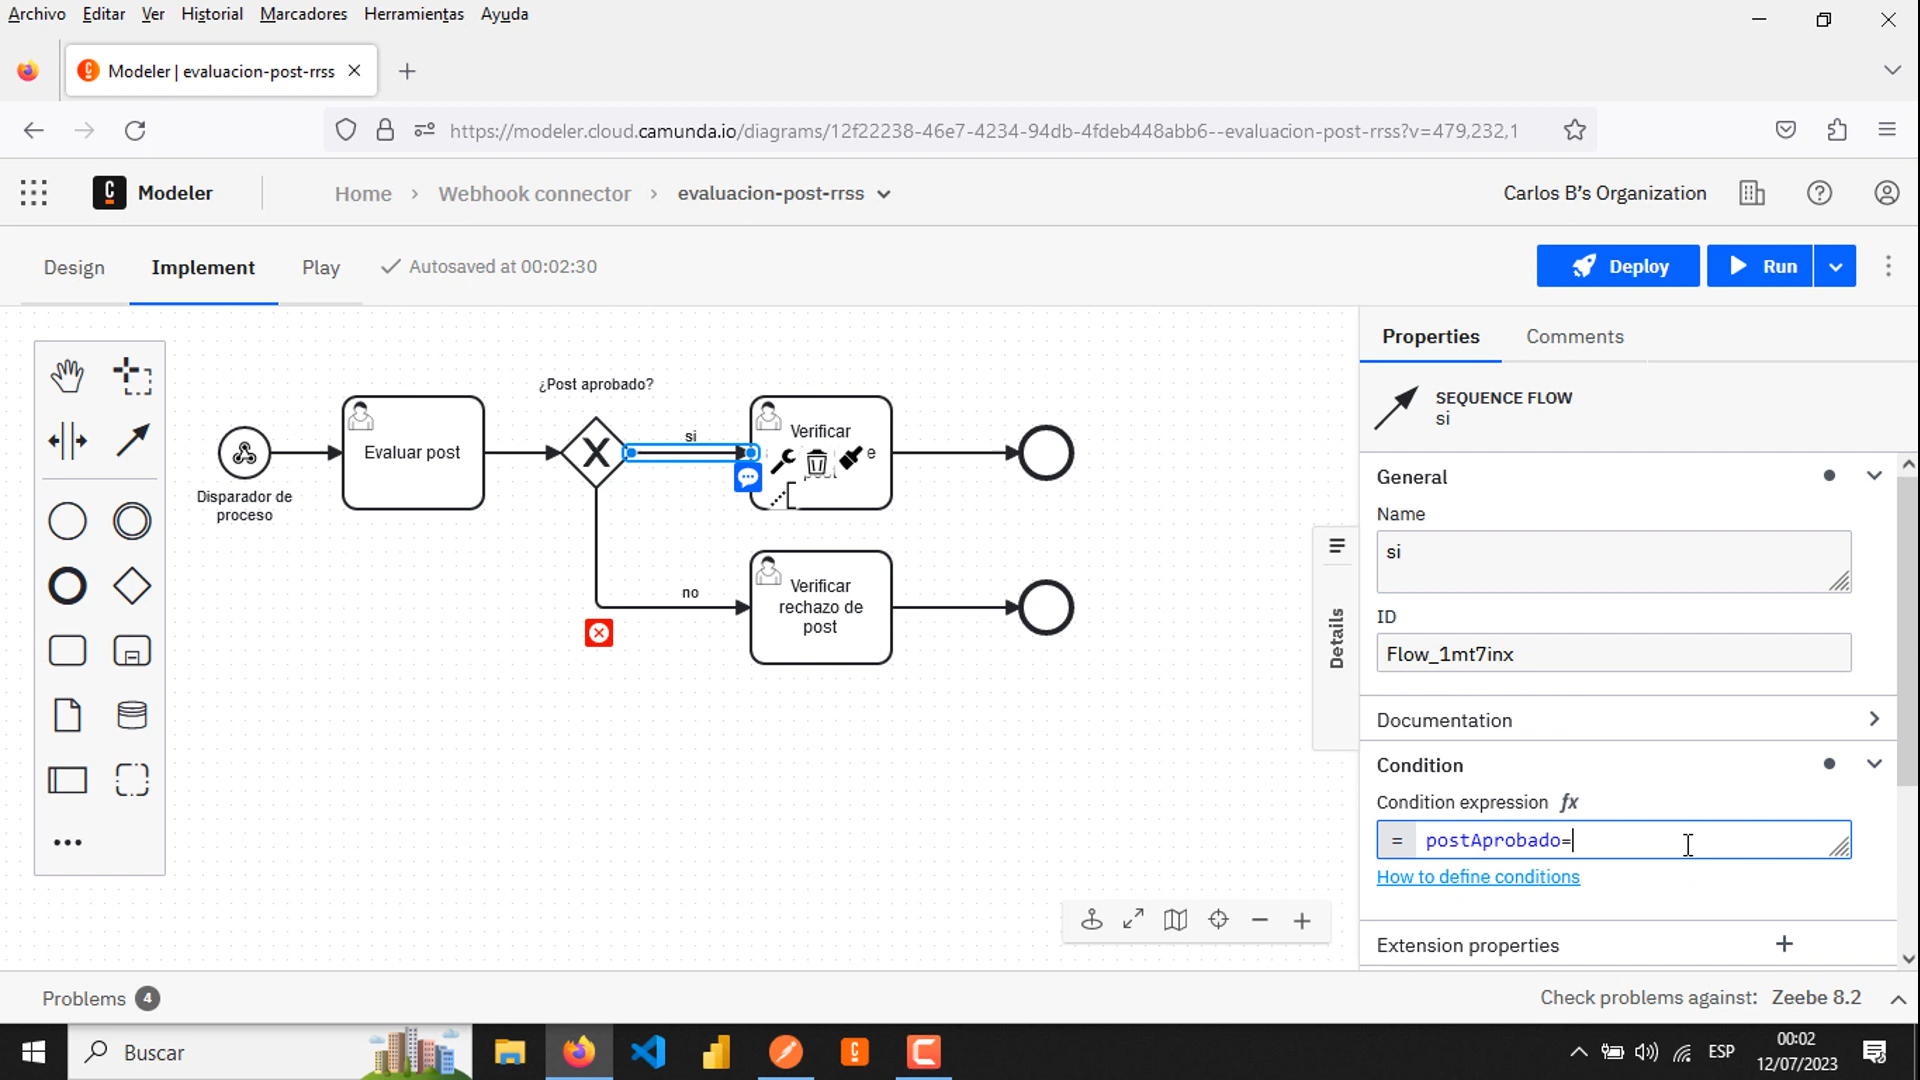 Archivo Editar Ver Historial Marcadores Herramientas Ayuda
Modeler | evaluacion-post-rrss
https://modeler.cloud.camunda.io/diagrams/12f22238-46e7-4234-94db-4fdeb448abb6--evaluacion-post-rrss?v=479,232,1
Modeler Home Webhook connector evaluacion-post-rrss Carlos B's Organization
Design Implement Play Autosaved at 00:02:30 Deploy Run
Properties Comments
SEQUENCE FLOW
si
General
Name
si
ID
Flow_1mt7inx
Documentation
Condition
Condition expression fx
= postAprobado=
How to define conditions
Extension properties
Details
¿Post aprobado?
Evaluar post
Disparador de
proceso
si
Verificar
post
no
Verificar
rechazo de
post
Problems 4
Check problems against: Zeebe 8.2
Buscar
ESP
00:02
12/07/2023